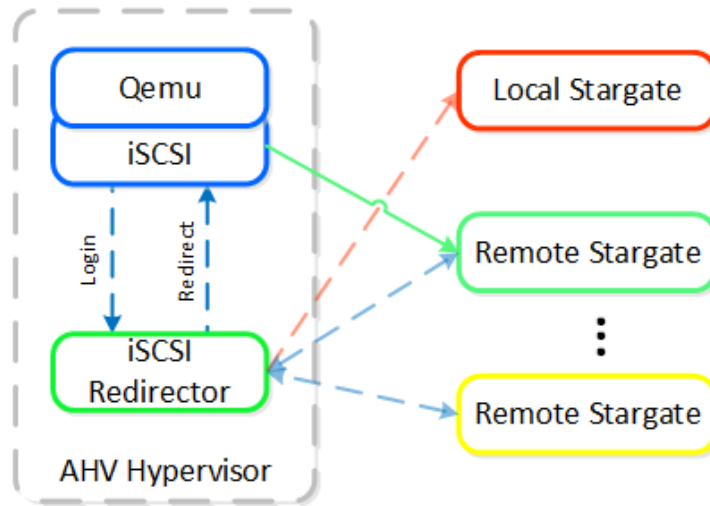 Qemu
iSCSI
Login
Redirect
iSCSI
Redirector
AHV Hypervisor
Local Stargate
Remote Stargate
Remote Stargate